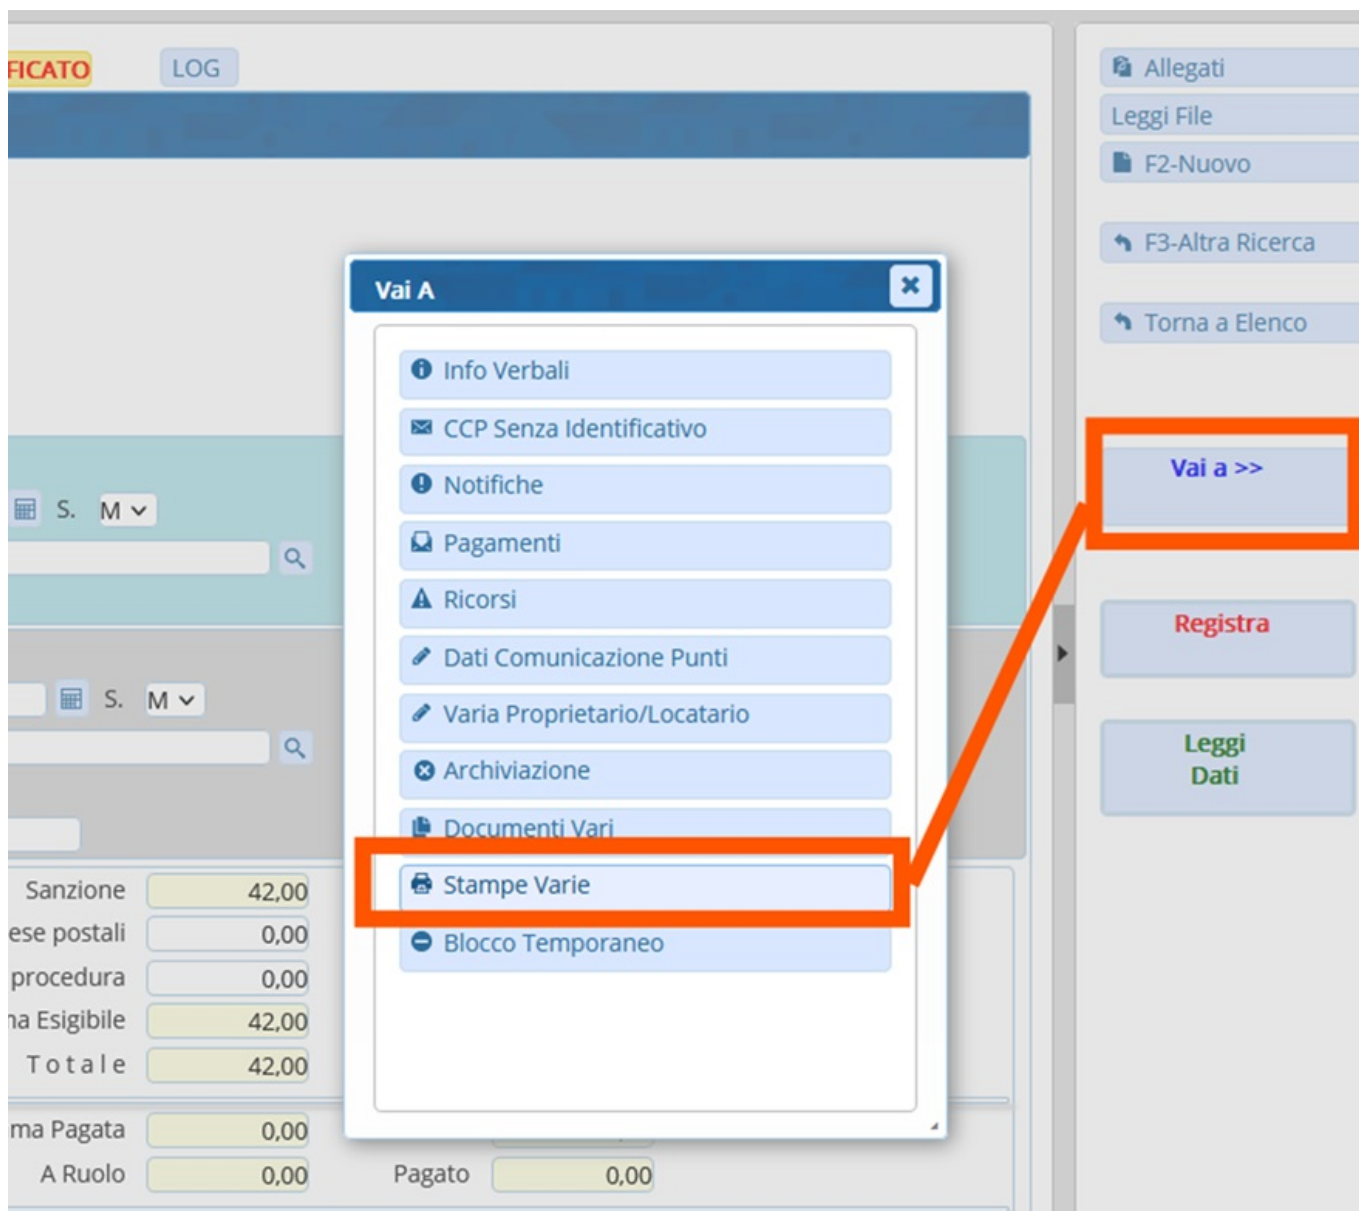 FICATO LOG
Allegati
Leggi File
F2-Nuovo
F3-Altra Ricerca
Torna a Elenco
Vai a >>
Registra
Leggi
Dati
Vai A
Info Verbali
CCP Senza Identificativo
Notifiche
Pagamenti
Ricorsi
Dati Comunicazione Punti
Varia Proprietario/Locatario
Archiviazione
Documenti Vari
Stampe Varie
Blocco Temporaneo
S. M
S. M
Sanzione 42,00
ese postali 0,00
procedura 0,00
na Esigibile 42,00
Totale 42,00
ma Pagata 0,00
A Ruolo 0,00 Pagato 0,00